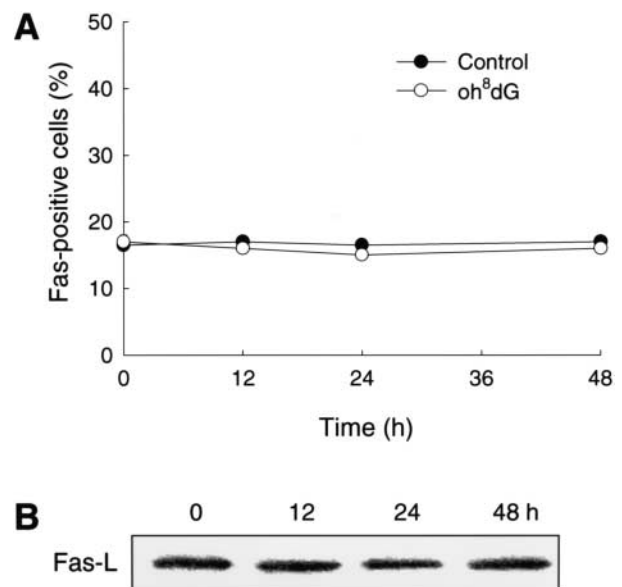 A
Fas-positive cells (%)
50
40
30
20
10
0
Control
oh⁸dG
0 12 24 36 48
Time (h)
B
0 12 24 48 h
Fas-L